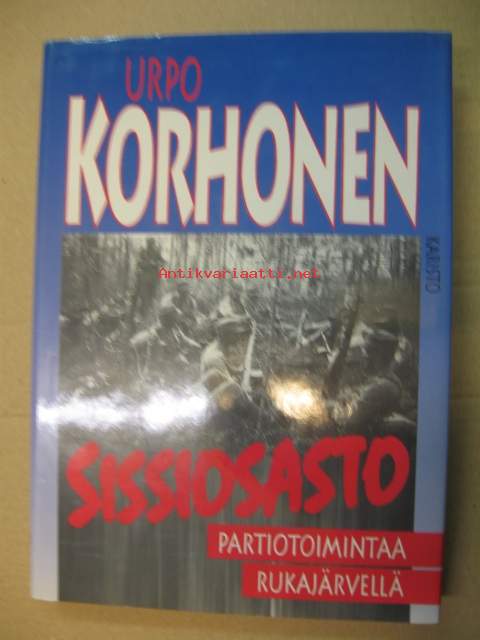 URPO
KORHONEN
KARISTO
Antikvariaatti.net
SISSIOSASTO
PARTIOTOIMINTAA
RUKAJÄRVELLÄ